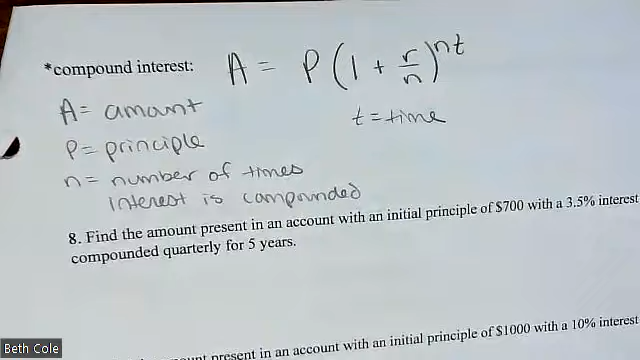 *compound interest: A = P(1 + r/n)^nt
A = amount
t = time
P = principle
n = number of times
interest is compounded
8. Find the amount present in an account with an initial principle of $700 with a 3.5% interest
compounded quarterly for 5 years.
present in an account with an initial principle of $1000 with a 10% interest
Beth Cole